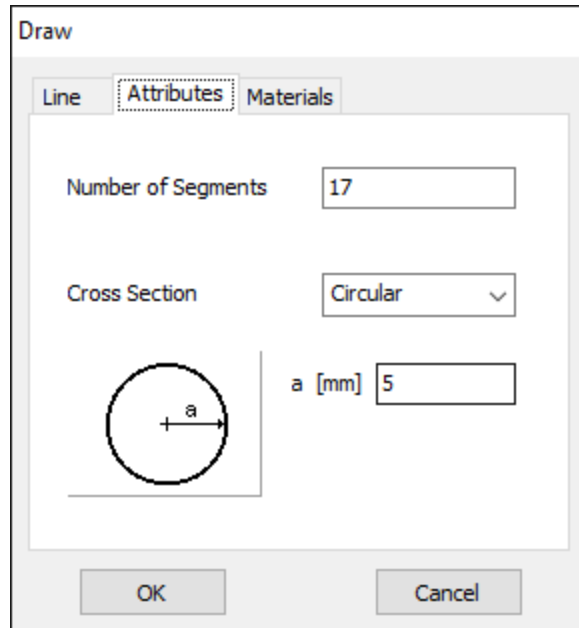 Draw
Line Attributes Materials
Number of Segments 17
Cross Section Circular
a
a [mm] 5
OK Cancel